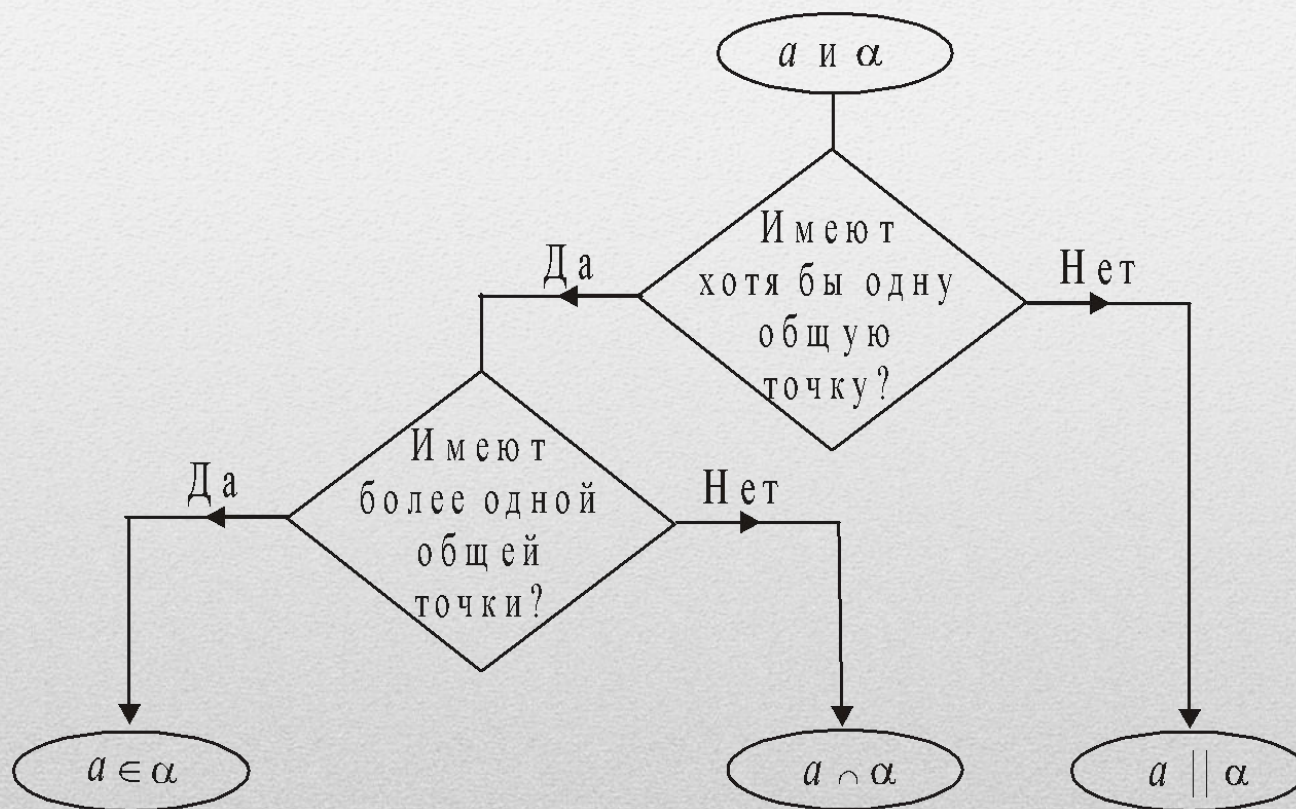 a и α
Имеют
хотя бы одну
общую
точку?
Да
Нет
Имеют
более одной
общей
точки?
Да
Нет
a ∈ α
a ∩ α
a || α